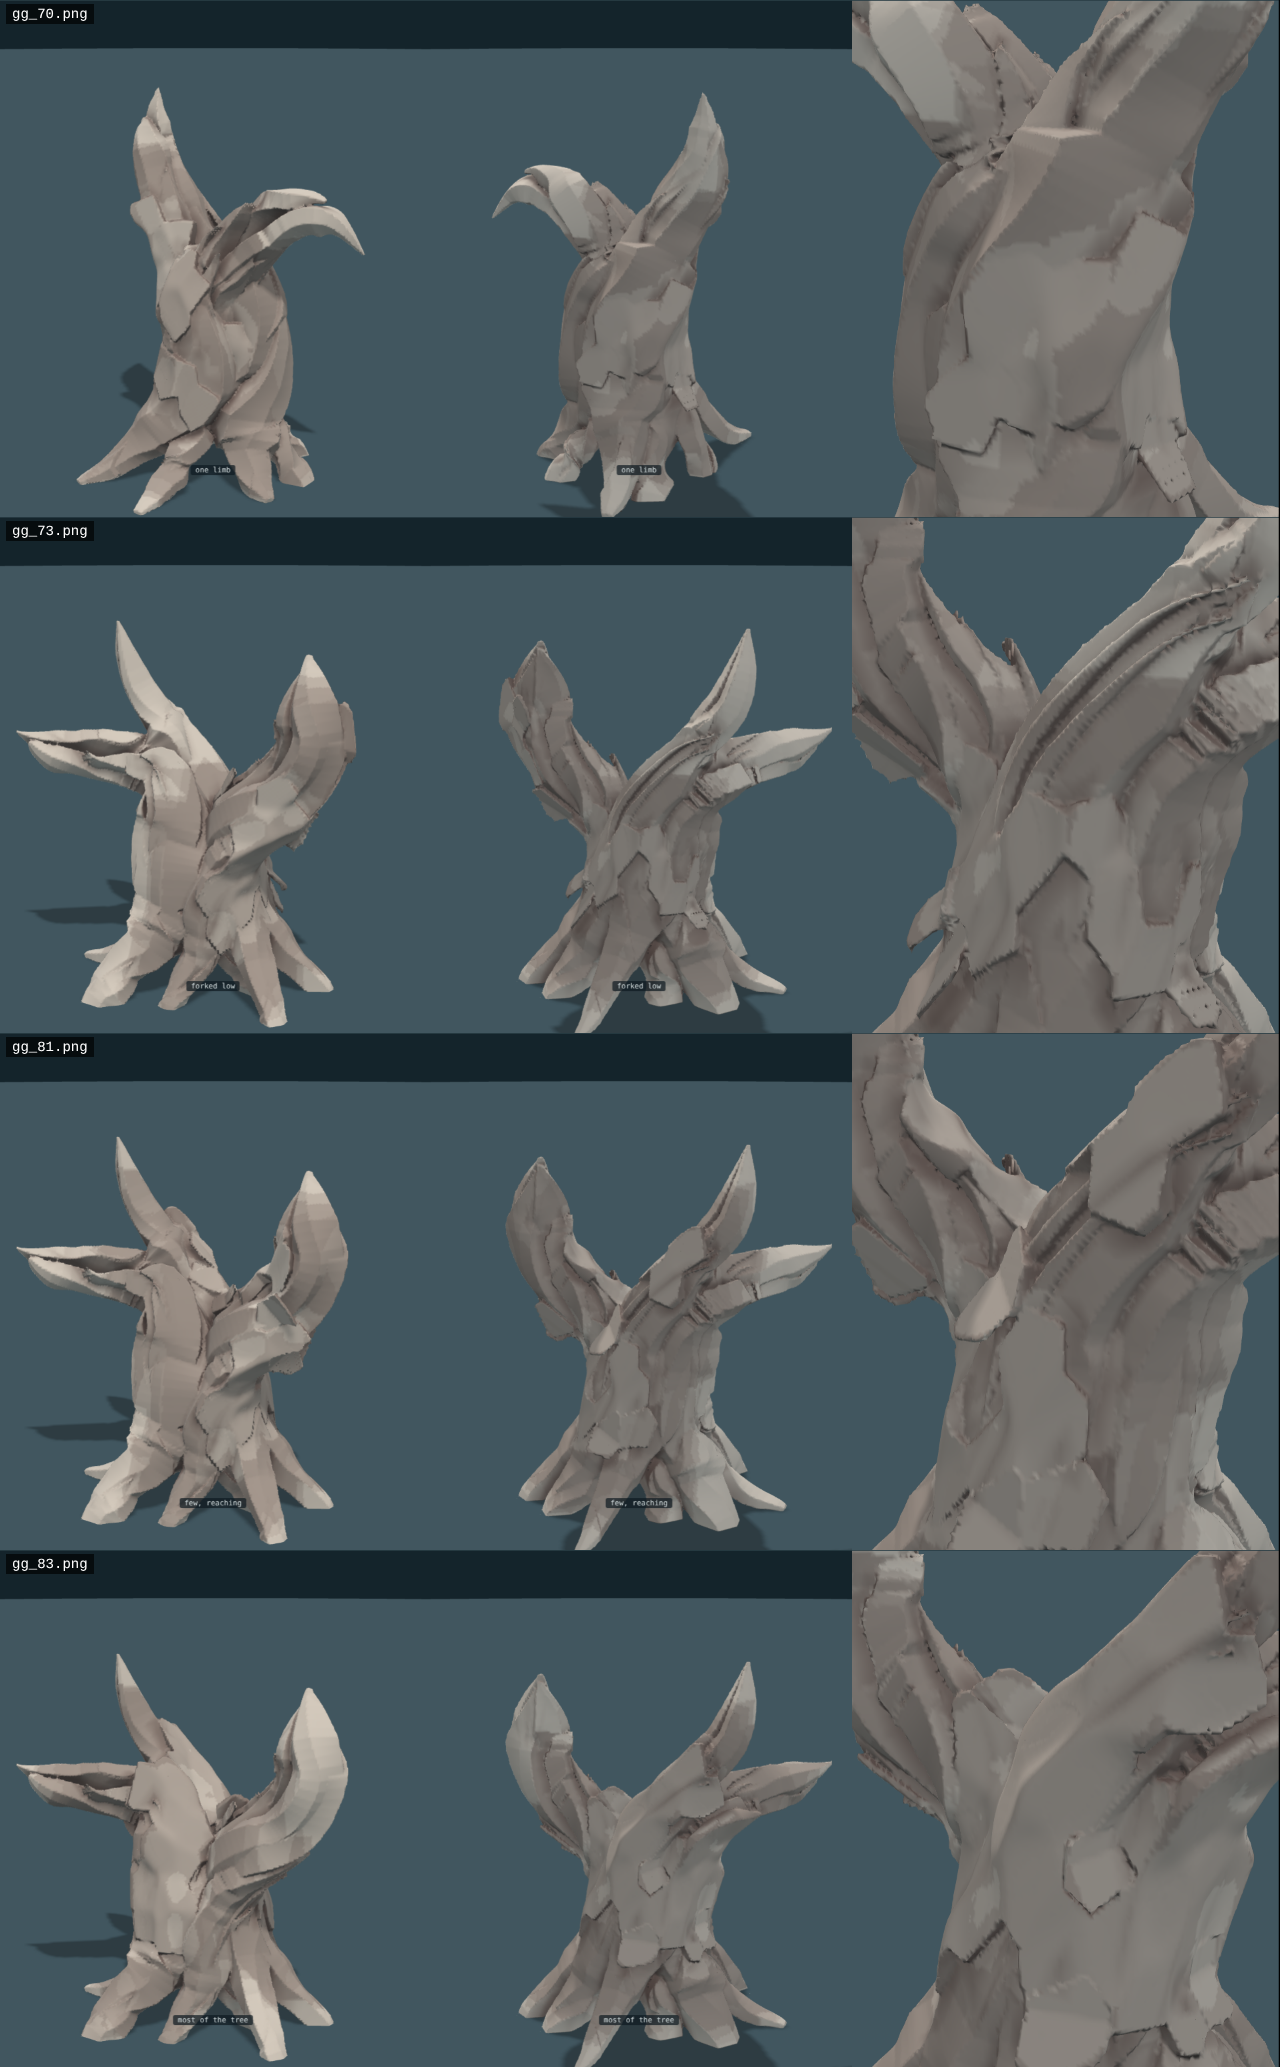 gg_70.png
one limb
one limb
gg_73.png
forked low
forked low
gg_81.png
few, reaching
few, reaching
gg_83.png
most of the tree
most of the tree